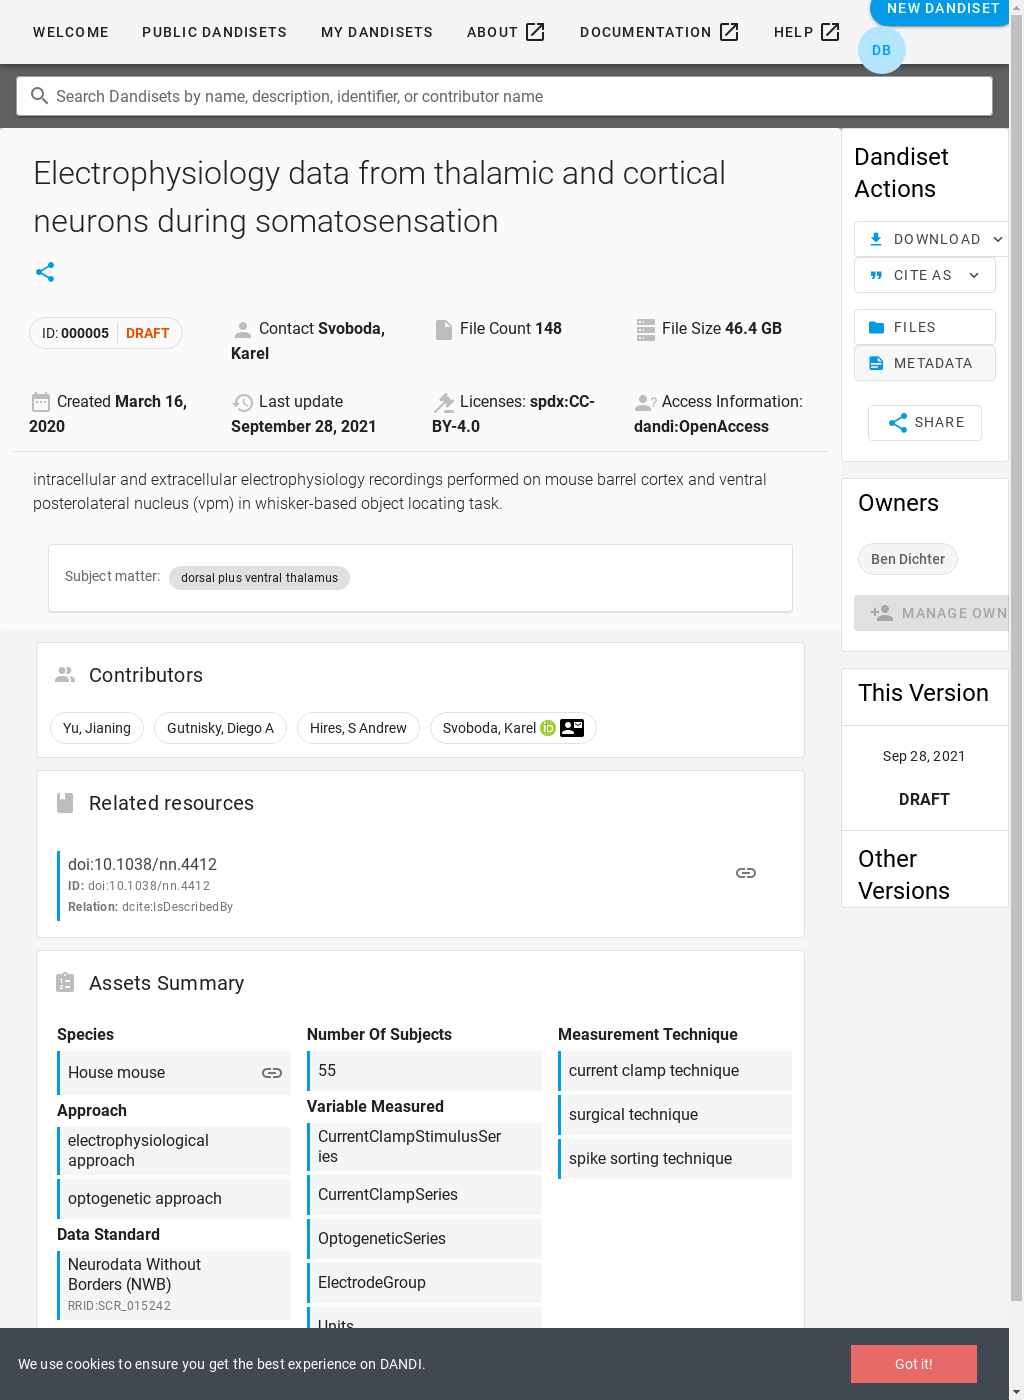 NEW DANDISET
WELCOME PUBLIC DANDISETS MY DANDISETS ABOUT DOCUMENTATION HELP
DB
Search Dandisets by name, description, identifier, or contributor name
Electrophysiology data from thalamic and cortical
neurons during somatosensation
ID: 000005 DRAFT
Contact Svoboda,
Karel
File Count 148
File Size 46.4 GB
Created March 16,
2020
Last update
September 28, 2021
Licenses: spdx:CC-
BY-4.0
Access Information:
dandi:OpenAccess
intracellular and extracellular electrophysiology recordings performed on mouse barrel cortex and ventral
posterolateral nucleus (vpm) in whisker-based object locating task.
Subject matter: dorsal plus ventral thalamus
Contributors
Yu, Jianing Gutnisky, Diego A Hires, S Andrew Svoboda, Karel iD
Related resources
doi:10.1038/nn.4412
ID: doi:10.1038/nn.4412
Relation: dcite:IsDescribedBy
Assets Summary
Species
House mouse
Approach
electrophysiological
approach
optogenetic approach
Data Standard
Neurodata Without
Borders (NWB)
RRID:SCR_015242
Number Of Subjects
55
Variable Measured
CurrentClampStimulusSer
ies
CurrentClampSeries
OptogeneticSeries
ElectrodeGroup
Units
Measurement Technique
current clamp technique
surgical technique
spike sorting technique
Dandiset
Actions
DOWNLOAD
CITE AS
FILES
METADATA
SHARE
Owners
Ben Dichter
MANAGE OWN
This Version
Sep 28, 2021
DRAFT
Other
Versions
We use cookies to ensure you get the best experience on DANDI.
Got it!